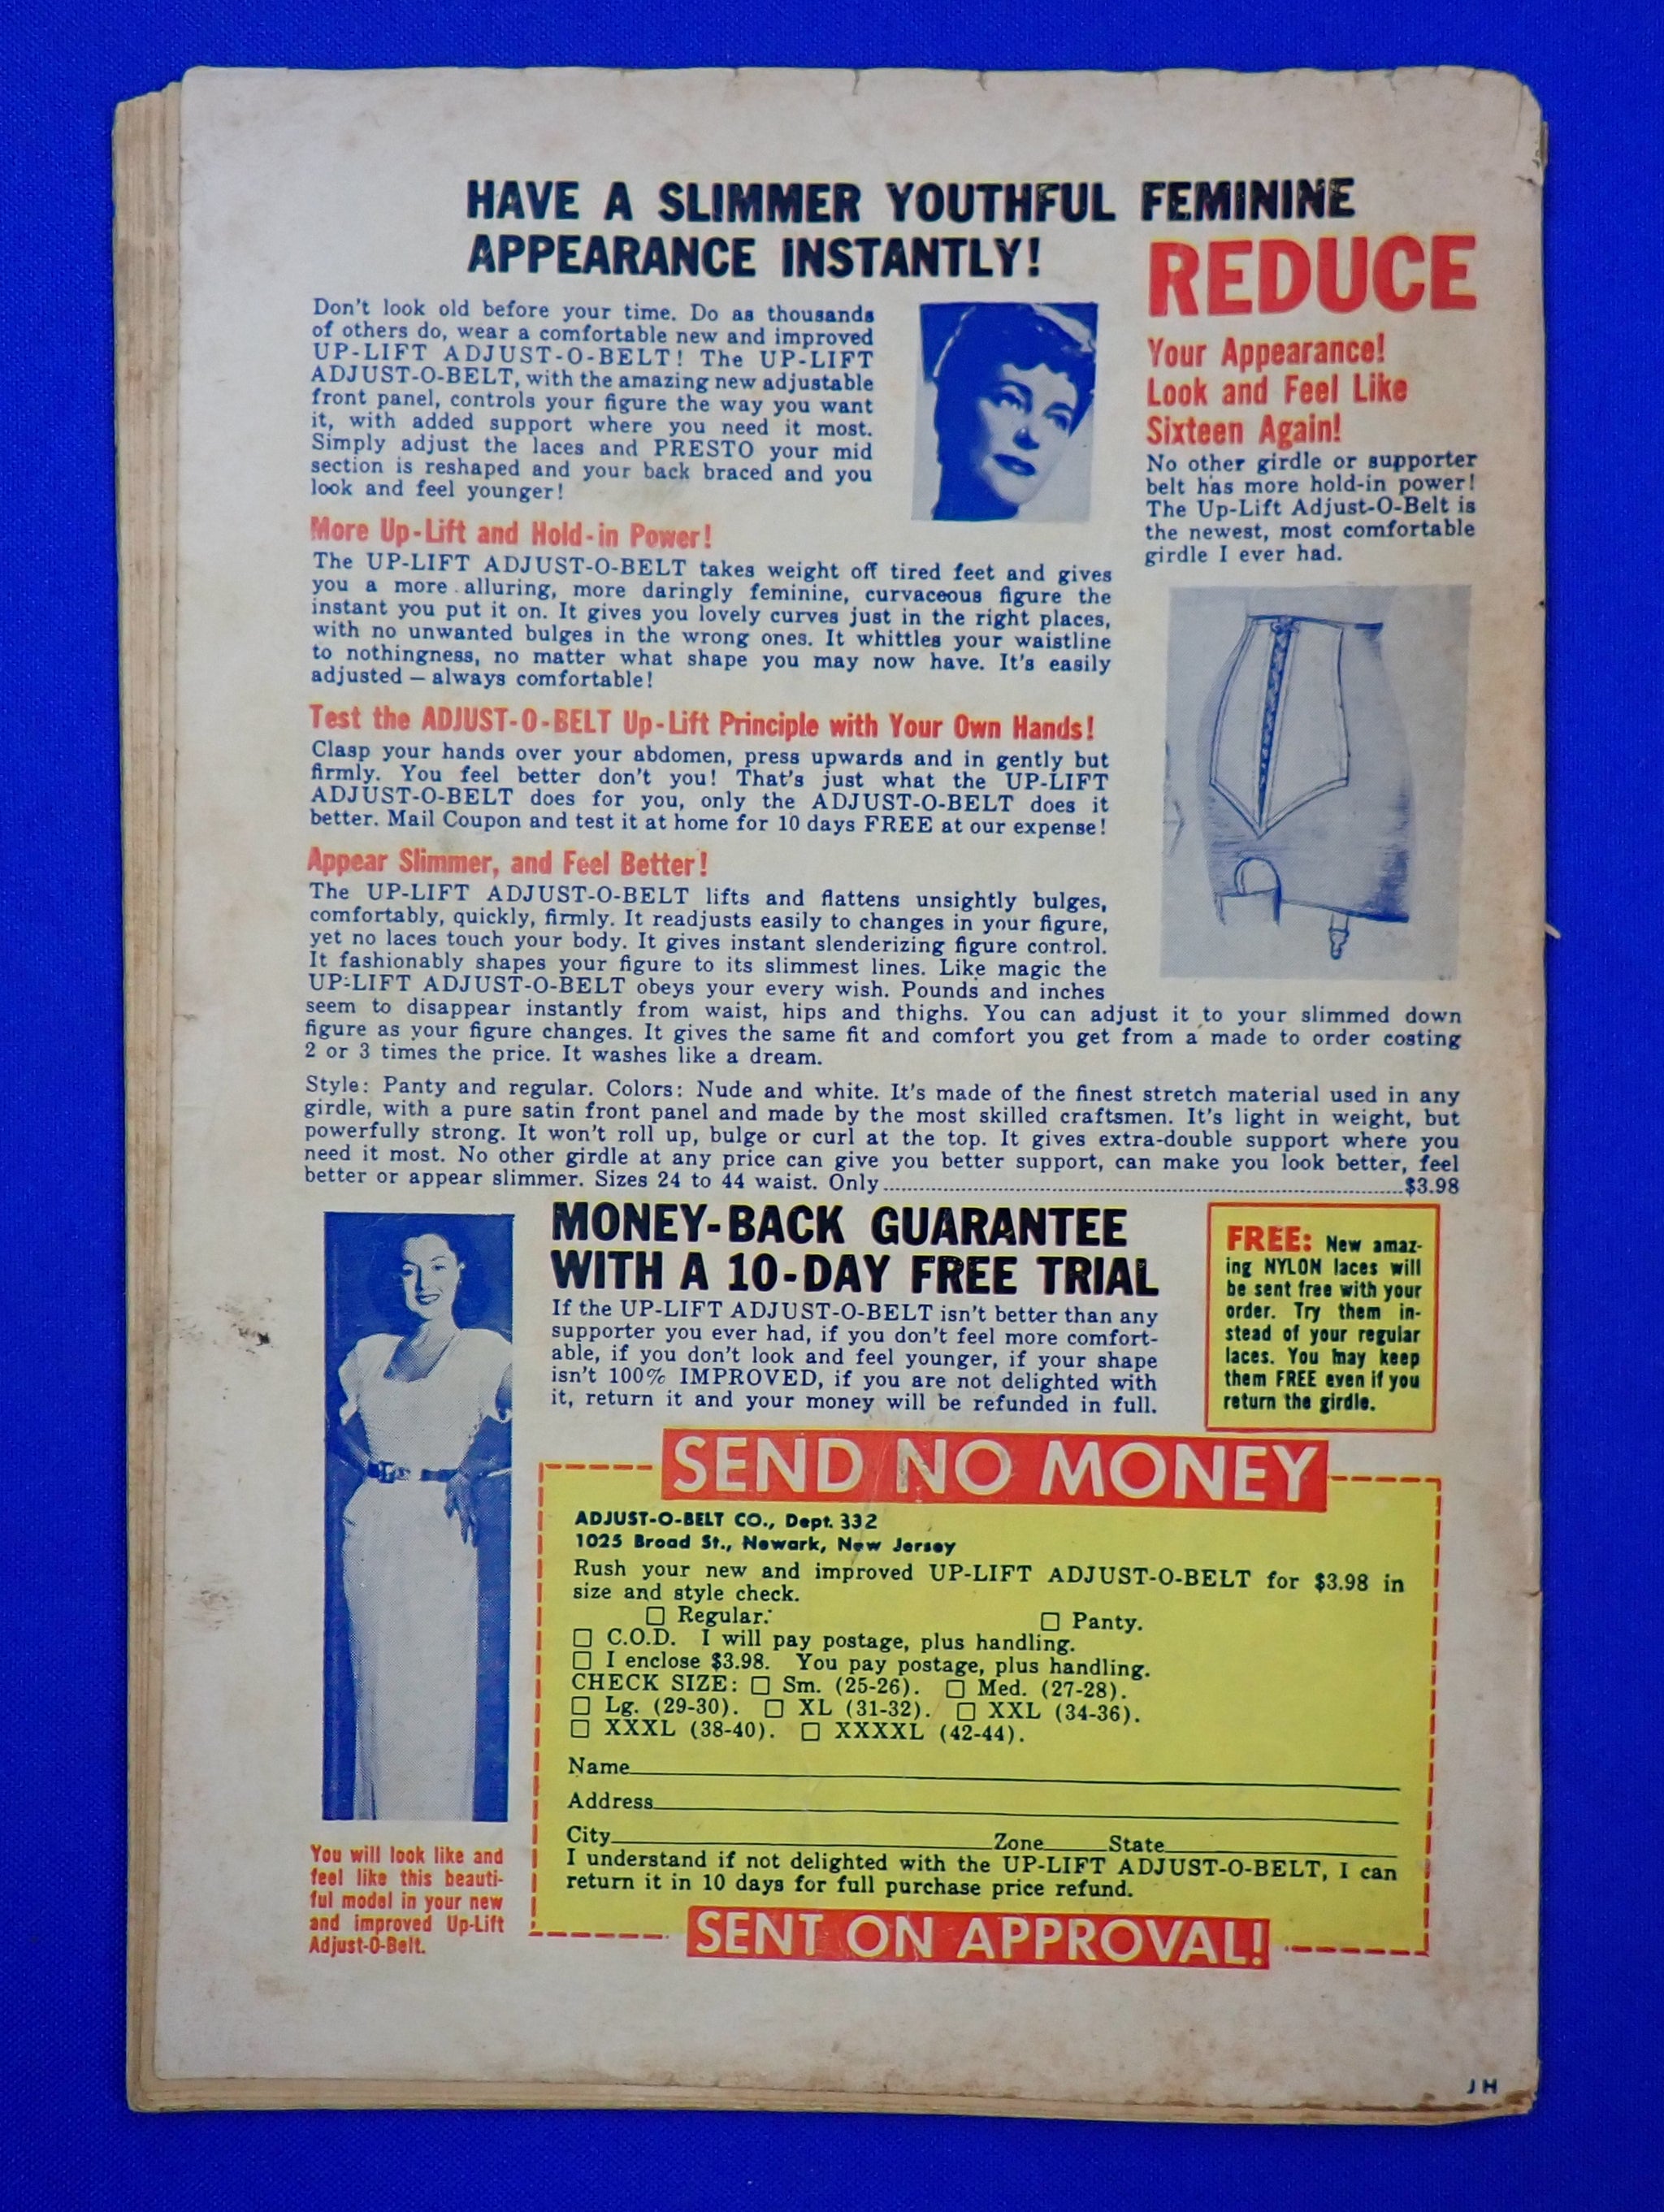 HAVE A SLIMMER YOUTHFUL FEMININE
APPEARANCE INSTANTLY!
Don't look old before your time. Do as thousands
of others do, wear a comfortable new and improved
UP-LIFT ADJUST-O-BELT! The UP-LIFT
ADJUST-O-BELT, with the amazing new adjustable
front panel, controls your figure the way you want
it, with added support where you need it most.
Simply adjust the laces and PRESTO your mid
section is reshaped and your back braced and you
look and feel younger!
REDUCE
Your Appearance!
Look and Feel Like
Sixteen Again!
No other girdle or supporter
belt has more hold-in power!
The Up-Lift Adjust-O-Belt is
the newest, most comfortable
girdle I ever had.
More Up-Lift and Hold-in Power!
The UP-LIFT ADJUST-O-BELT takes weight off tired feet and gives
you a more alluring, more daringly feminine, curvaceous figure the
instant you put it on. It gives you lovely curves just in the right places,
with no unwanted bulges in the wrong ones. It whittles your waistline
to nothingness, no matter what shape you may now have. It's easily
adjusted — always comfortable!
Test the ADJUST-O-BELT Up-Lift Principle with Your Own Hands!
Clasp your hands over your abdomen, press upwards and in gently but
firmly. You feel better don't you! That's just what the UP-LIFT
ADJUST-O-BELT does for you, only the ADJUST-O-BELT does it
better. Mail Coupon and test it at home for 10 days FREE at our expense!
Appear Slimmer, and Feel Better!
The UP-LIFT ADJUST-O-BELT lifts and flattens unsightly bulges,
comfortably, quickly, firmly. It readjusts easily to changes in your figure,
yet no laces touch your body. It gives instant slenderizing figure control.
It fashionably shapes your figure to its slimmest lines. Like magic the
UP-LIFT ADJUST-O-BELT obeys your every wish. Pounds and inches
seem to disappear instantly from waist, hips and thighs. You can adjust it to your slimmed down
figure as your figure changes. It gives the same fit and comfort you get from a made to order costing
2 or 3 times the price. It washes like a dream.
Style: Panty and regular. Colors: Nude and white. It's made of the finest stretch material used in any
girdle, with a pure satin front panel and made by the most skilled craftsmen. It's light in weight, but
powerfully strong. It won't roll up, bulge or curl at the top. It gives extra-double support where you
need it most. No other girdle at any price can give you better support, can make you look better, feel
better or appear slimmer. Sizes 24 to 44 waist. Only ........ $3.98
MONEY-BACK GUARANTEE
WITH A 10-DAY FREE TRIAL
If the UP-LIFT ADJUST-O-BELT isn't better than any
supporter you ever had, if you don't feel more comfort-
able, if you don't look and feel younger, if your shape
isn't 100% IMPROVED, if you are not delighted with
it, return it and your money will be refunded in full.
FREE: New amaz-
ing NYLON laces will
be sent free with your
order. Try them in-
stead of your regular
laces. You may keep
them FREE even if you
return the girdle.
You will look like and
feel like this beauti-
ful model in your new
and improved Up-Lift
Adjust-O-Belt.
SEND NO MONEY
ADJUST-O-BELT CO., Dept. 332
1025 Broad St., Newark, New Jersey
Rush your new and improved UP-LIFT ADJUST-O-BELT for $3.98 in
size and style check.
☐ Regular. ☐ Panty.
☐ C.O.D. I will pay postage, plus handling.
☐ I enclose $3.98. You pay postage, plus handling.
CHECK SIZE: ☐ Sm. (25-26). ☐ Med. (27-28).
☐ Lg. (29-30). ☐ XL (31-32). ☐ XXL (34-36).
☐ XXXL (38-40). ☐ XXXXL (42-44).
Name
Address
City Zone State
I understand if not delighted with the UP-LIFT ADJUST-O-BELT, I can
return it in 10 days for full purchase price refund.
SENT ON APPROVAL!
JH